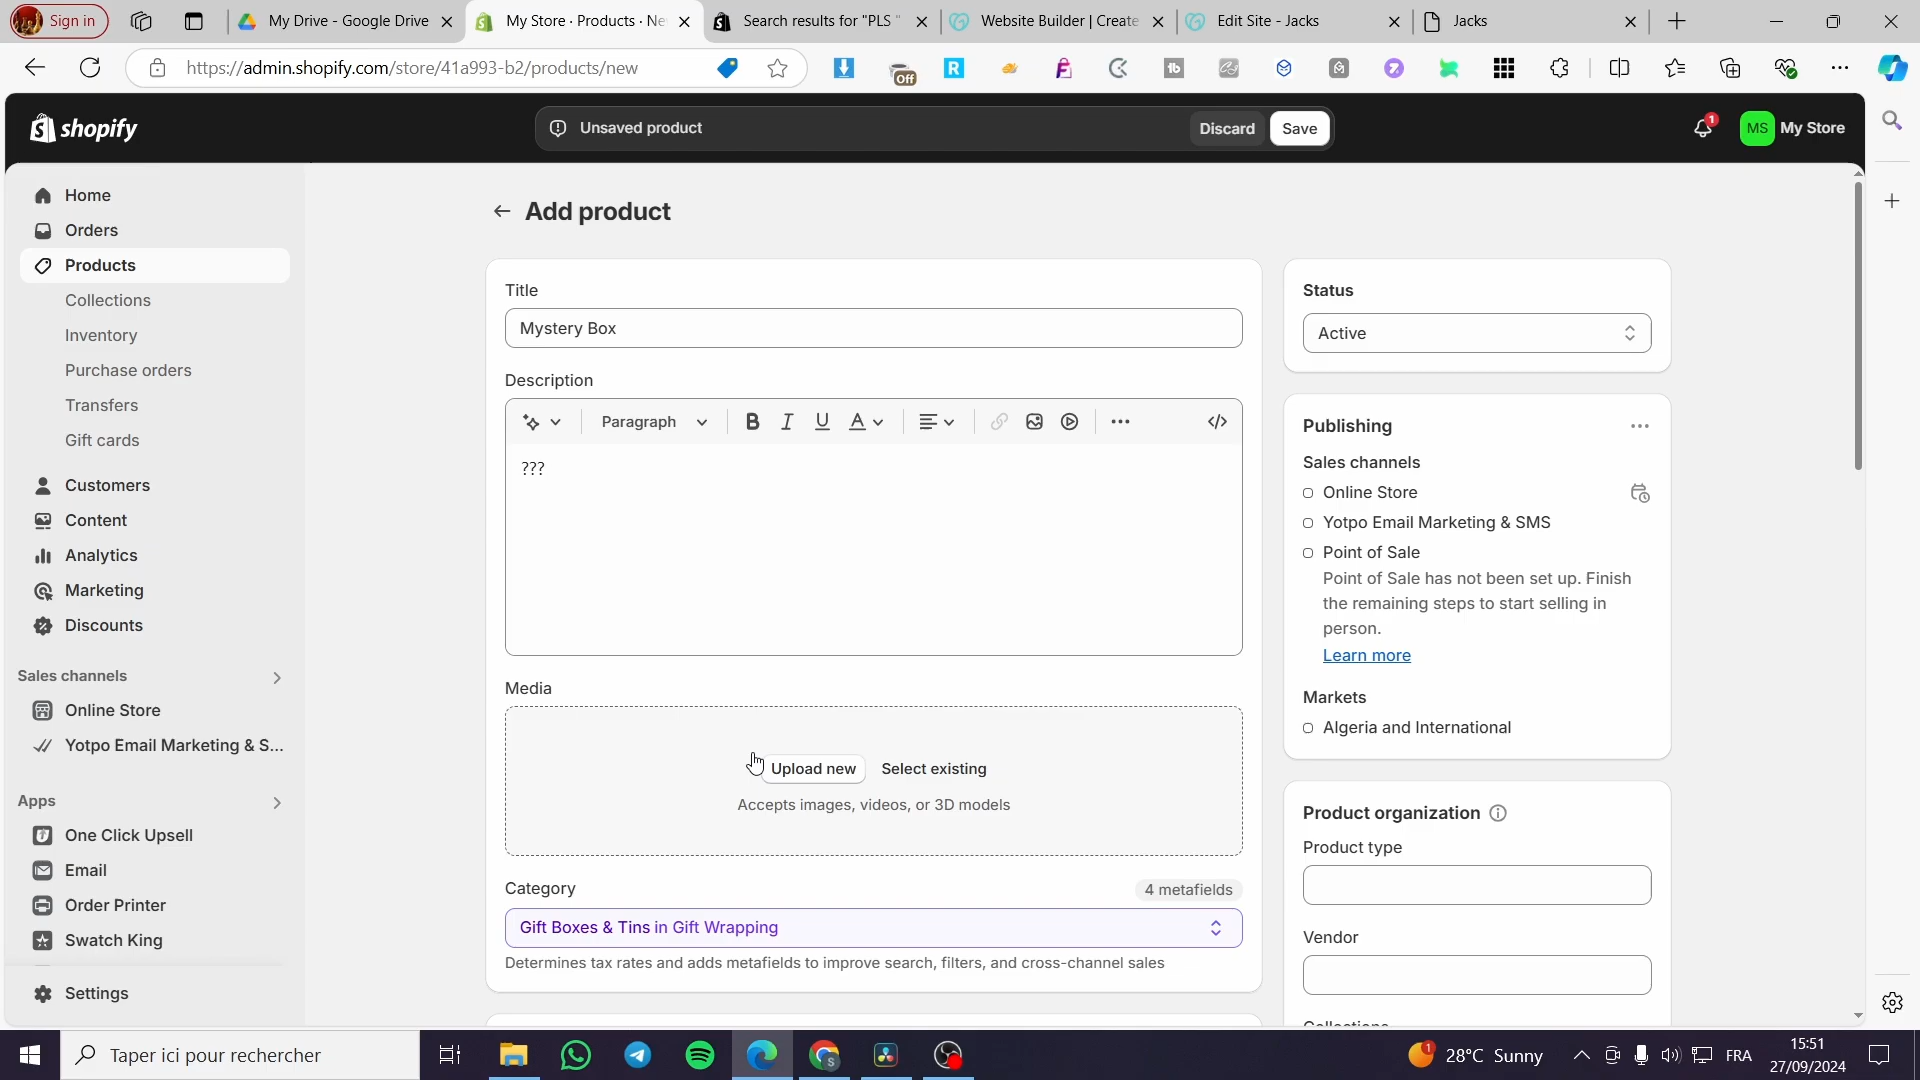 Sign in
My Drive - Google Drive
My Store · Products · Ne
Search results for "PLS "
Website Builder | Create
Edit Site - Jacks
Jacks
https://admin.shopify.com/store/41a993-b2/products/new
Off
shopify
Unsaved product
Discard
Save
1
MS
My Store
Home
Orders
Products
Collections
Inventory
Purchase orders
Transfers
Gift cards
Customers
Content
Analytics
Marketing
Discounts
Sales channels
Online Store
Yotpo Email Marketing & S...
Apps
One Click Upsell
Email
Order Printer
Swatch King
Settings
Add product
Title
Mystery Box
Description
Paragraph
???
Media
Upload new
Select existing
Accepts images, videos, or 3D models
Category
4 metafields
Gift Boxes & Tins in Gift Wrapping
Determines tax rates and adds metafields to improve search, filters, and cross-channel sales
Status
Active
Publishing
Sales channels
Online Store
Yotpo Email Marketing & SMS
Point of Sale
Point of Sale has not been set up. Finish
the remaining steps to start selling in
person.
Learn more
Markets
Algeria and International
Product organization
Product type
Vendor
Collections
Taper ici pour rechercher
1
28°C Sunny
FRA
15:51
27/09/2024